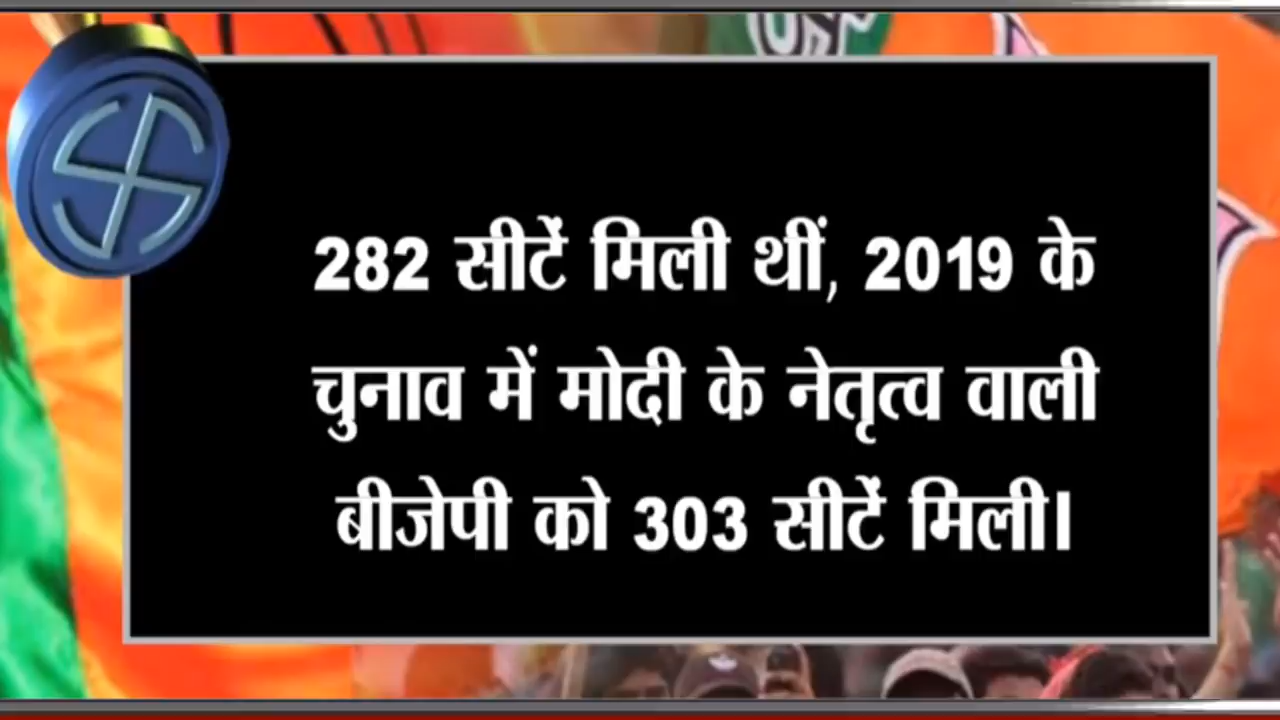 282 सीटें मिली थीं, 2019 के
चुनाव में मोदी के नेतृत्व वाली
बीजेपी को 303 सीटें मिली।